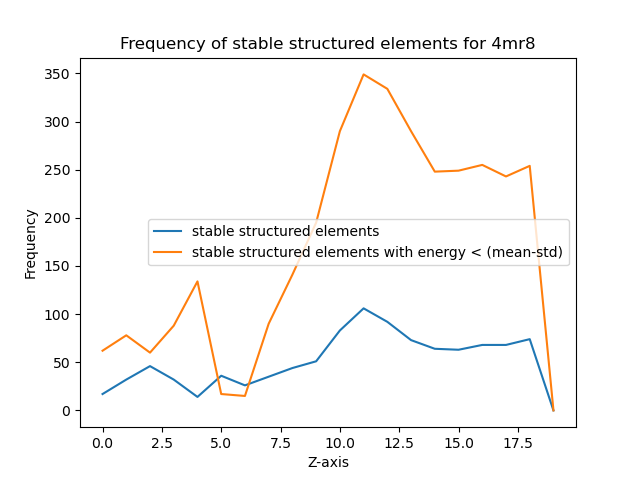 Frequency of stable structured elements for 4mr8
350
300
250
200
150
100
50
0
Frequency
stable structured elements
stable structured elements with energy < (mean-std)
0.0 2.5 5.0 7.5 10.0 12.5 15.0 17.5
Z-axis